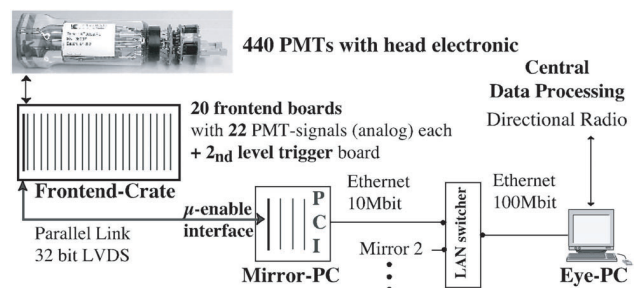 440 PMTs with head electronic
Central
Data Processing
Directional Radio
20 frontend boards
with 22 PMT-signals (analog) each
+ 2nd level trigger board
Frontend-Crate
Parallel Link
32 bit LVDS
μ-enable
interface
P
C
I
Mirror-PC
Ethernet
10Mbit
Mirror 2
LAN switcher
Ethernet
100Mbit
Eye-PC